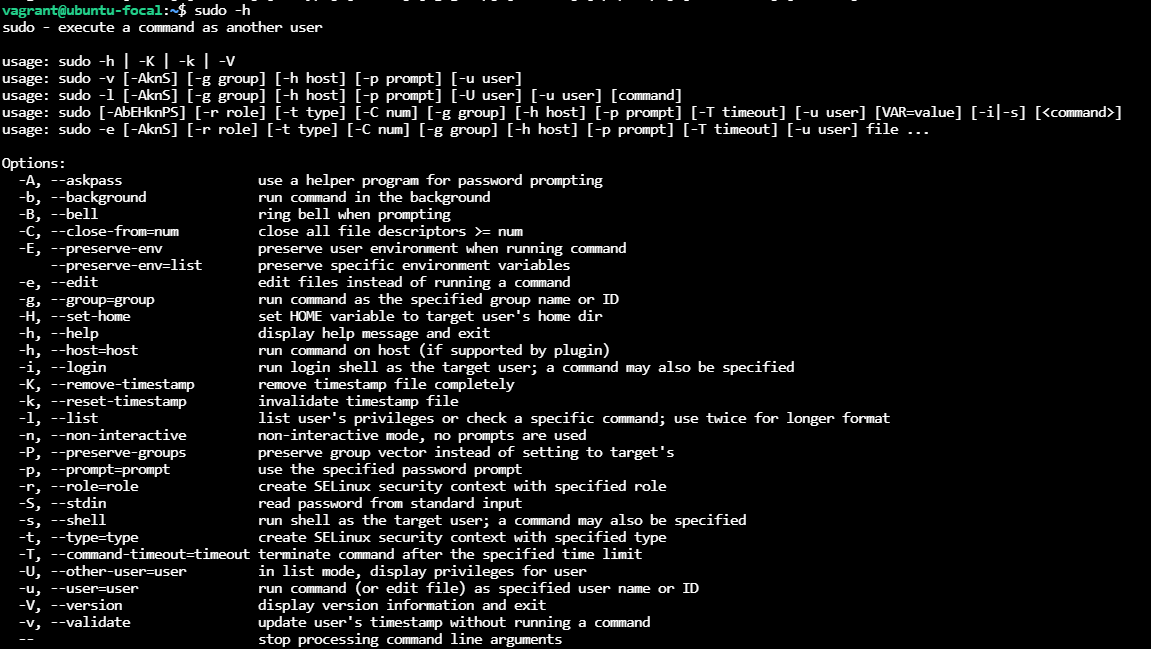 vagrant@ubuntu-focal:~$ sudo -h
sudo - execute a command as another user

usage: sudo -h | -K | -k | -V
usage: sudo -v [-AknS] [-g group] [-h host] [-p prompt] [-u user]
usage: sudo -l [-AknS] [-g group] [-h host] [-p prompt] [-U user] [-u user] [command]
usage: sudo [-AbEHknPS] [-r role] [-t type] [-C num] [-g group] [-h host] [-p prompt] [-T timeout] [-u user] [VAR=value] [-i|-s] [<command>]
usage: sudo -e [-AknS] [-r role] [-t type] [-C num] [-g group] [-h host] [-p prompt] [-T timeout] [-u user] file ...

Options:
  -A, --askpass                 use a helper program for password prompting
  -b, --background              run command in the background
  -B, --bell                    ring bell when prompting
  -C, --close-from=num          close all file descriptors >= num
  -E, --preserve-env            preserve user environment when running command
      --preserve-env=list       preserve specific environment variables
  -e, --edit                    edit files instead of running a command
  -g, --group=group             run command as the specified group name or ID
  -H, --set-home                set HOME variable to target user's home dir
  -h, --help                    display help message and exit
  -h, --host=host               run command on host (if supported by plugin)
  -i, --login                   run login shell as the target user; a command may also be specified
  -K, --remove-timestamp        remove timestamp file completely
  -k, --reset-timestamp         invalidate timestamp file
  -l, --list                    list user's privileges or check a specific command; use twice for longer format
  -n, --non-interactive         non-interactive mode, no prompts are used
  -P, --preserve-groups         preserve group vector instead of setting to target's
  -p, --prompt=prompt           use the specified password prompt
  -r, --role=role               create SELinux security context with specified role
  -S, --stdin                   read password from standard input
  -s, --shell                   run shell as the target user; a command may also be specified
  -t, --type=type               create SELinux security context with specified type
  -T, --command-timeout=timeout terminate command after the specified time limit
  -U, --other-user=user         in list mode, display privileges for user
  -u, --user=user               run command (or edit file) as specified user name or ID
  -V, --version                 display version information and exit
  -v, --validate                update user's timestamp without running a command
  --                            stop processing command line arguments